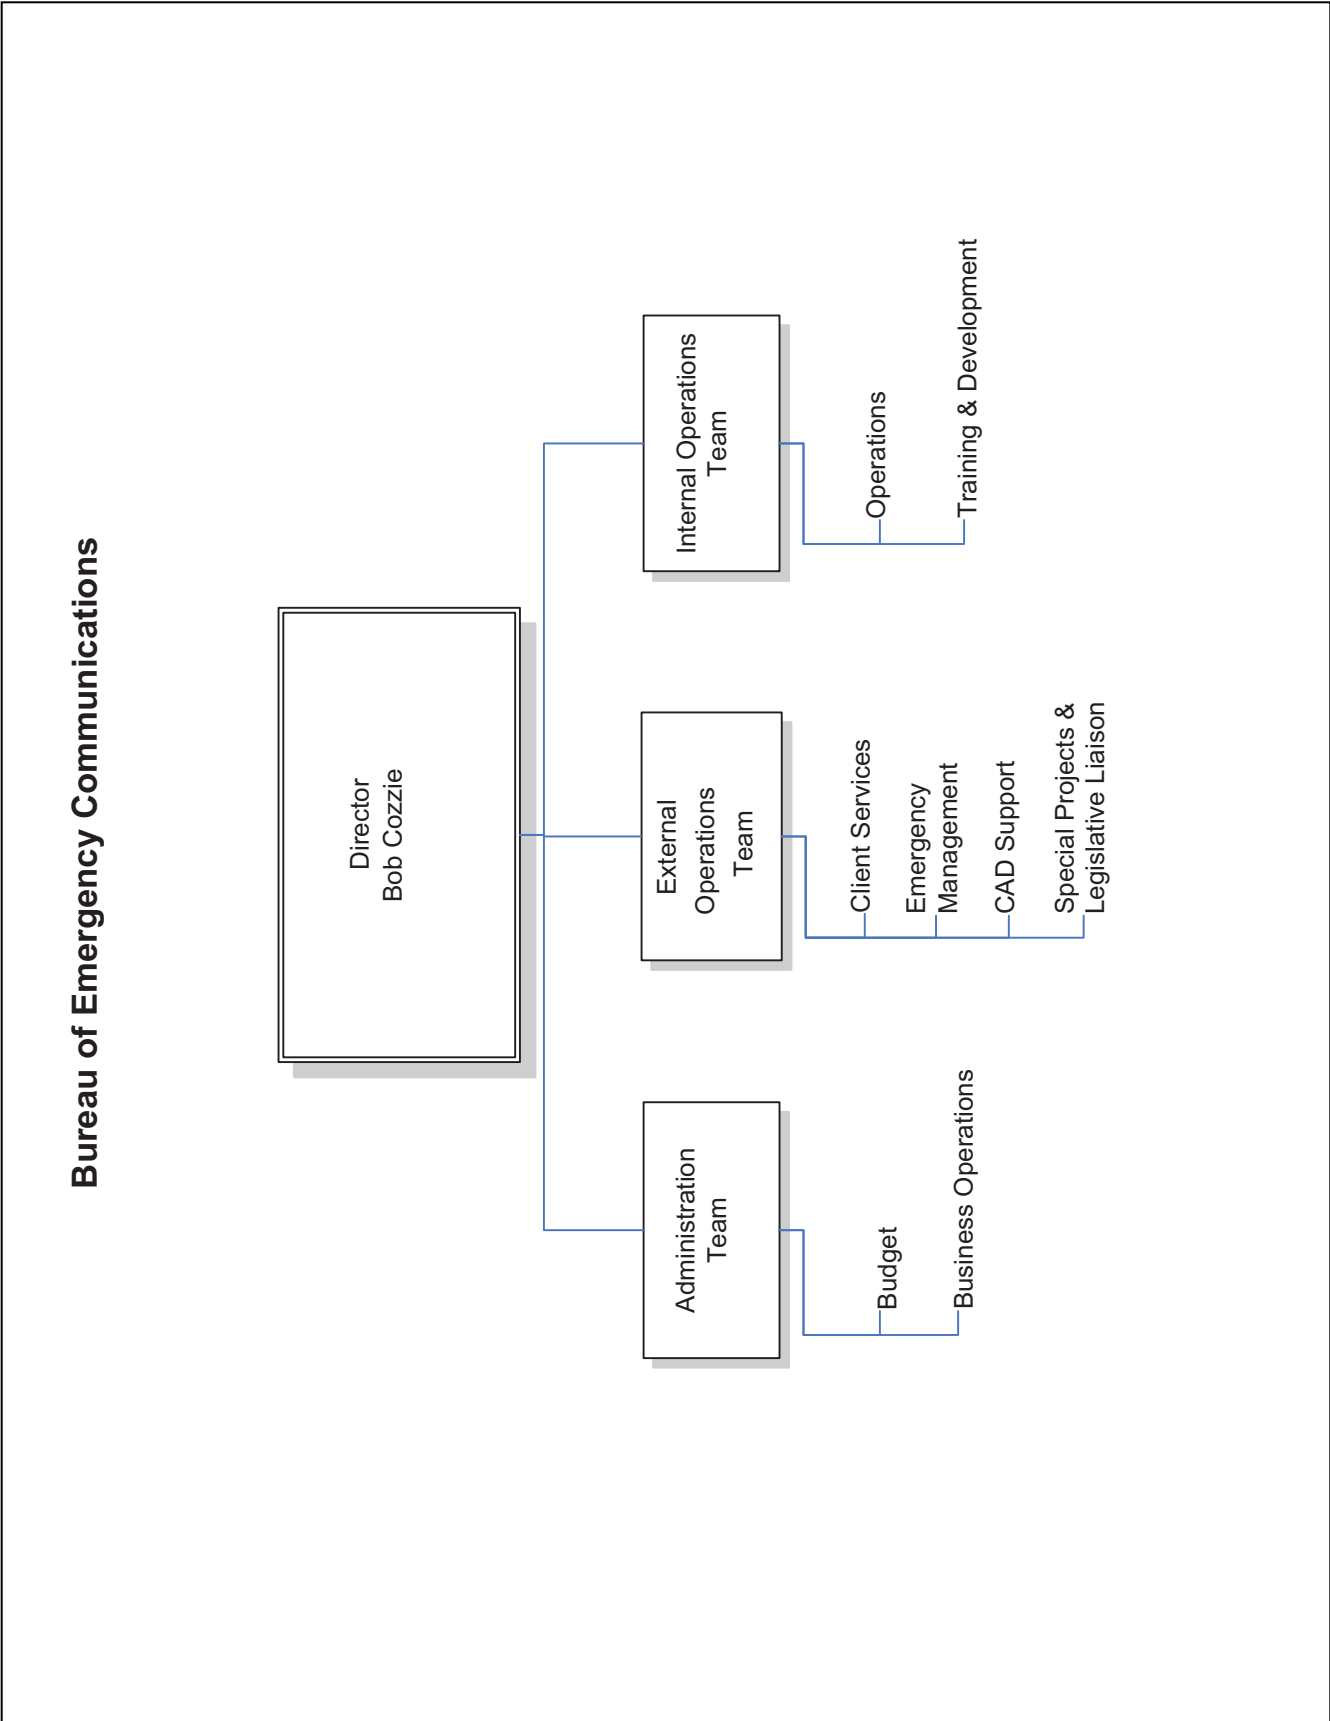 Bureau of Emergency Communications
Director
Bob Cozzie
Administration
Team
Budget
Business Operations
External
Operations
Team
Client Services
Emergency
Management
CAD Support
Special Projects &
Legislative Liaison
Internal Operations
Team
Operations
Training & Development